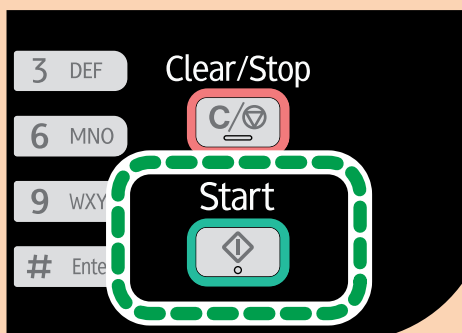 3 DEF
Clear/Stop
C/
6 MNO
9 WXY
Start
# Ente